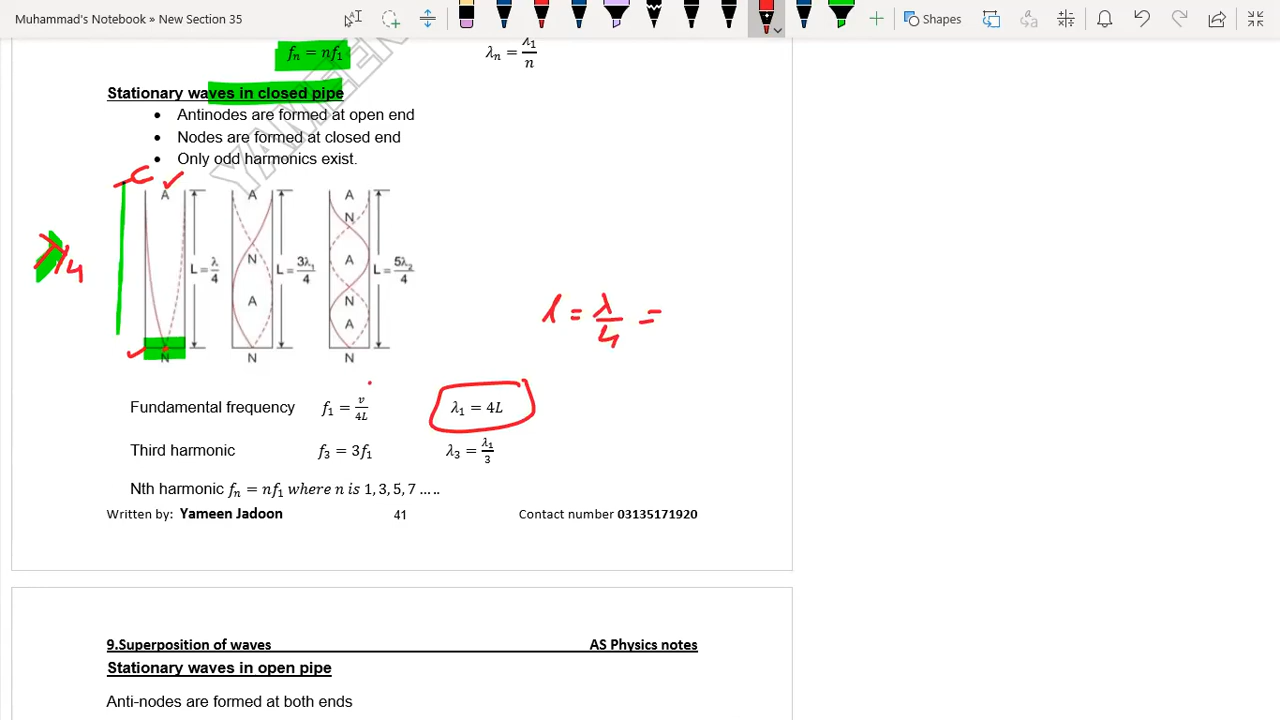 Muhammad's Notebook » New Section 35
Shapes
fₙ = nf₁ λₙ = λ₁/n
Stationary waves in closed pipe
• Antinodes are formed at open end
• Nodes are formed at closed end
• Only odd harmonics exist.
A A A
N
λ/4 N A
L = λ/4 L = 3λ₁/4 L = 5λ₂/4
A N
A
N N N
l = λ/4 =
Fundamental frequency f₁ = v/4L λ₁ = 4L
Third harmonic f₃ = 3f₁ λ₃ = λ₁/3
Nth harmonic fₙ = nf₁ where n is 1, 3, 5, 7 .....
Written by: Yameen Jadoon 41 Contact number 03135171920
9.Superposition of waves AS Physics notes
Stationary waves in open pipe
Anti-nodes are formed at both ends